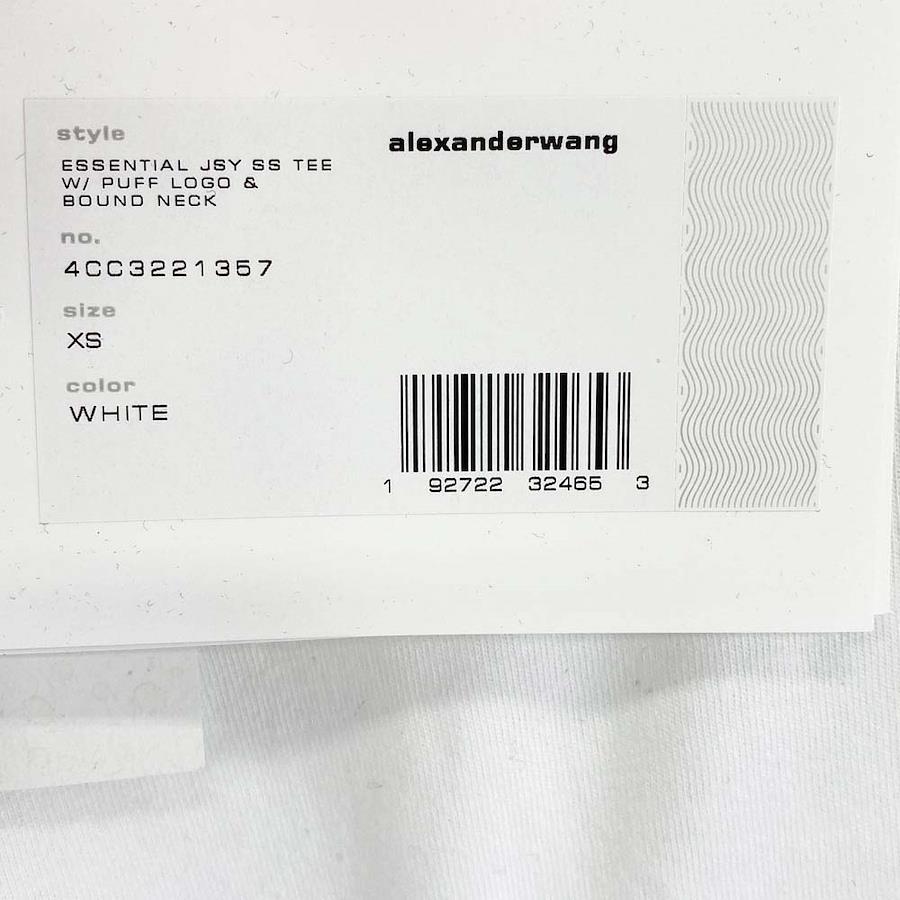 style
ESSENTIAL JSY SS TEE
W/ PUFF LOGO &
BOUND NECK
no.
4CC3221357
size
XS
color
WHITE
alexanderwang
1 92722 32465 3